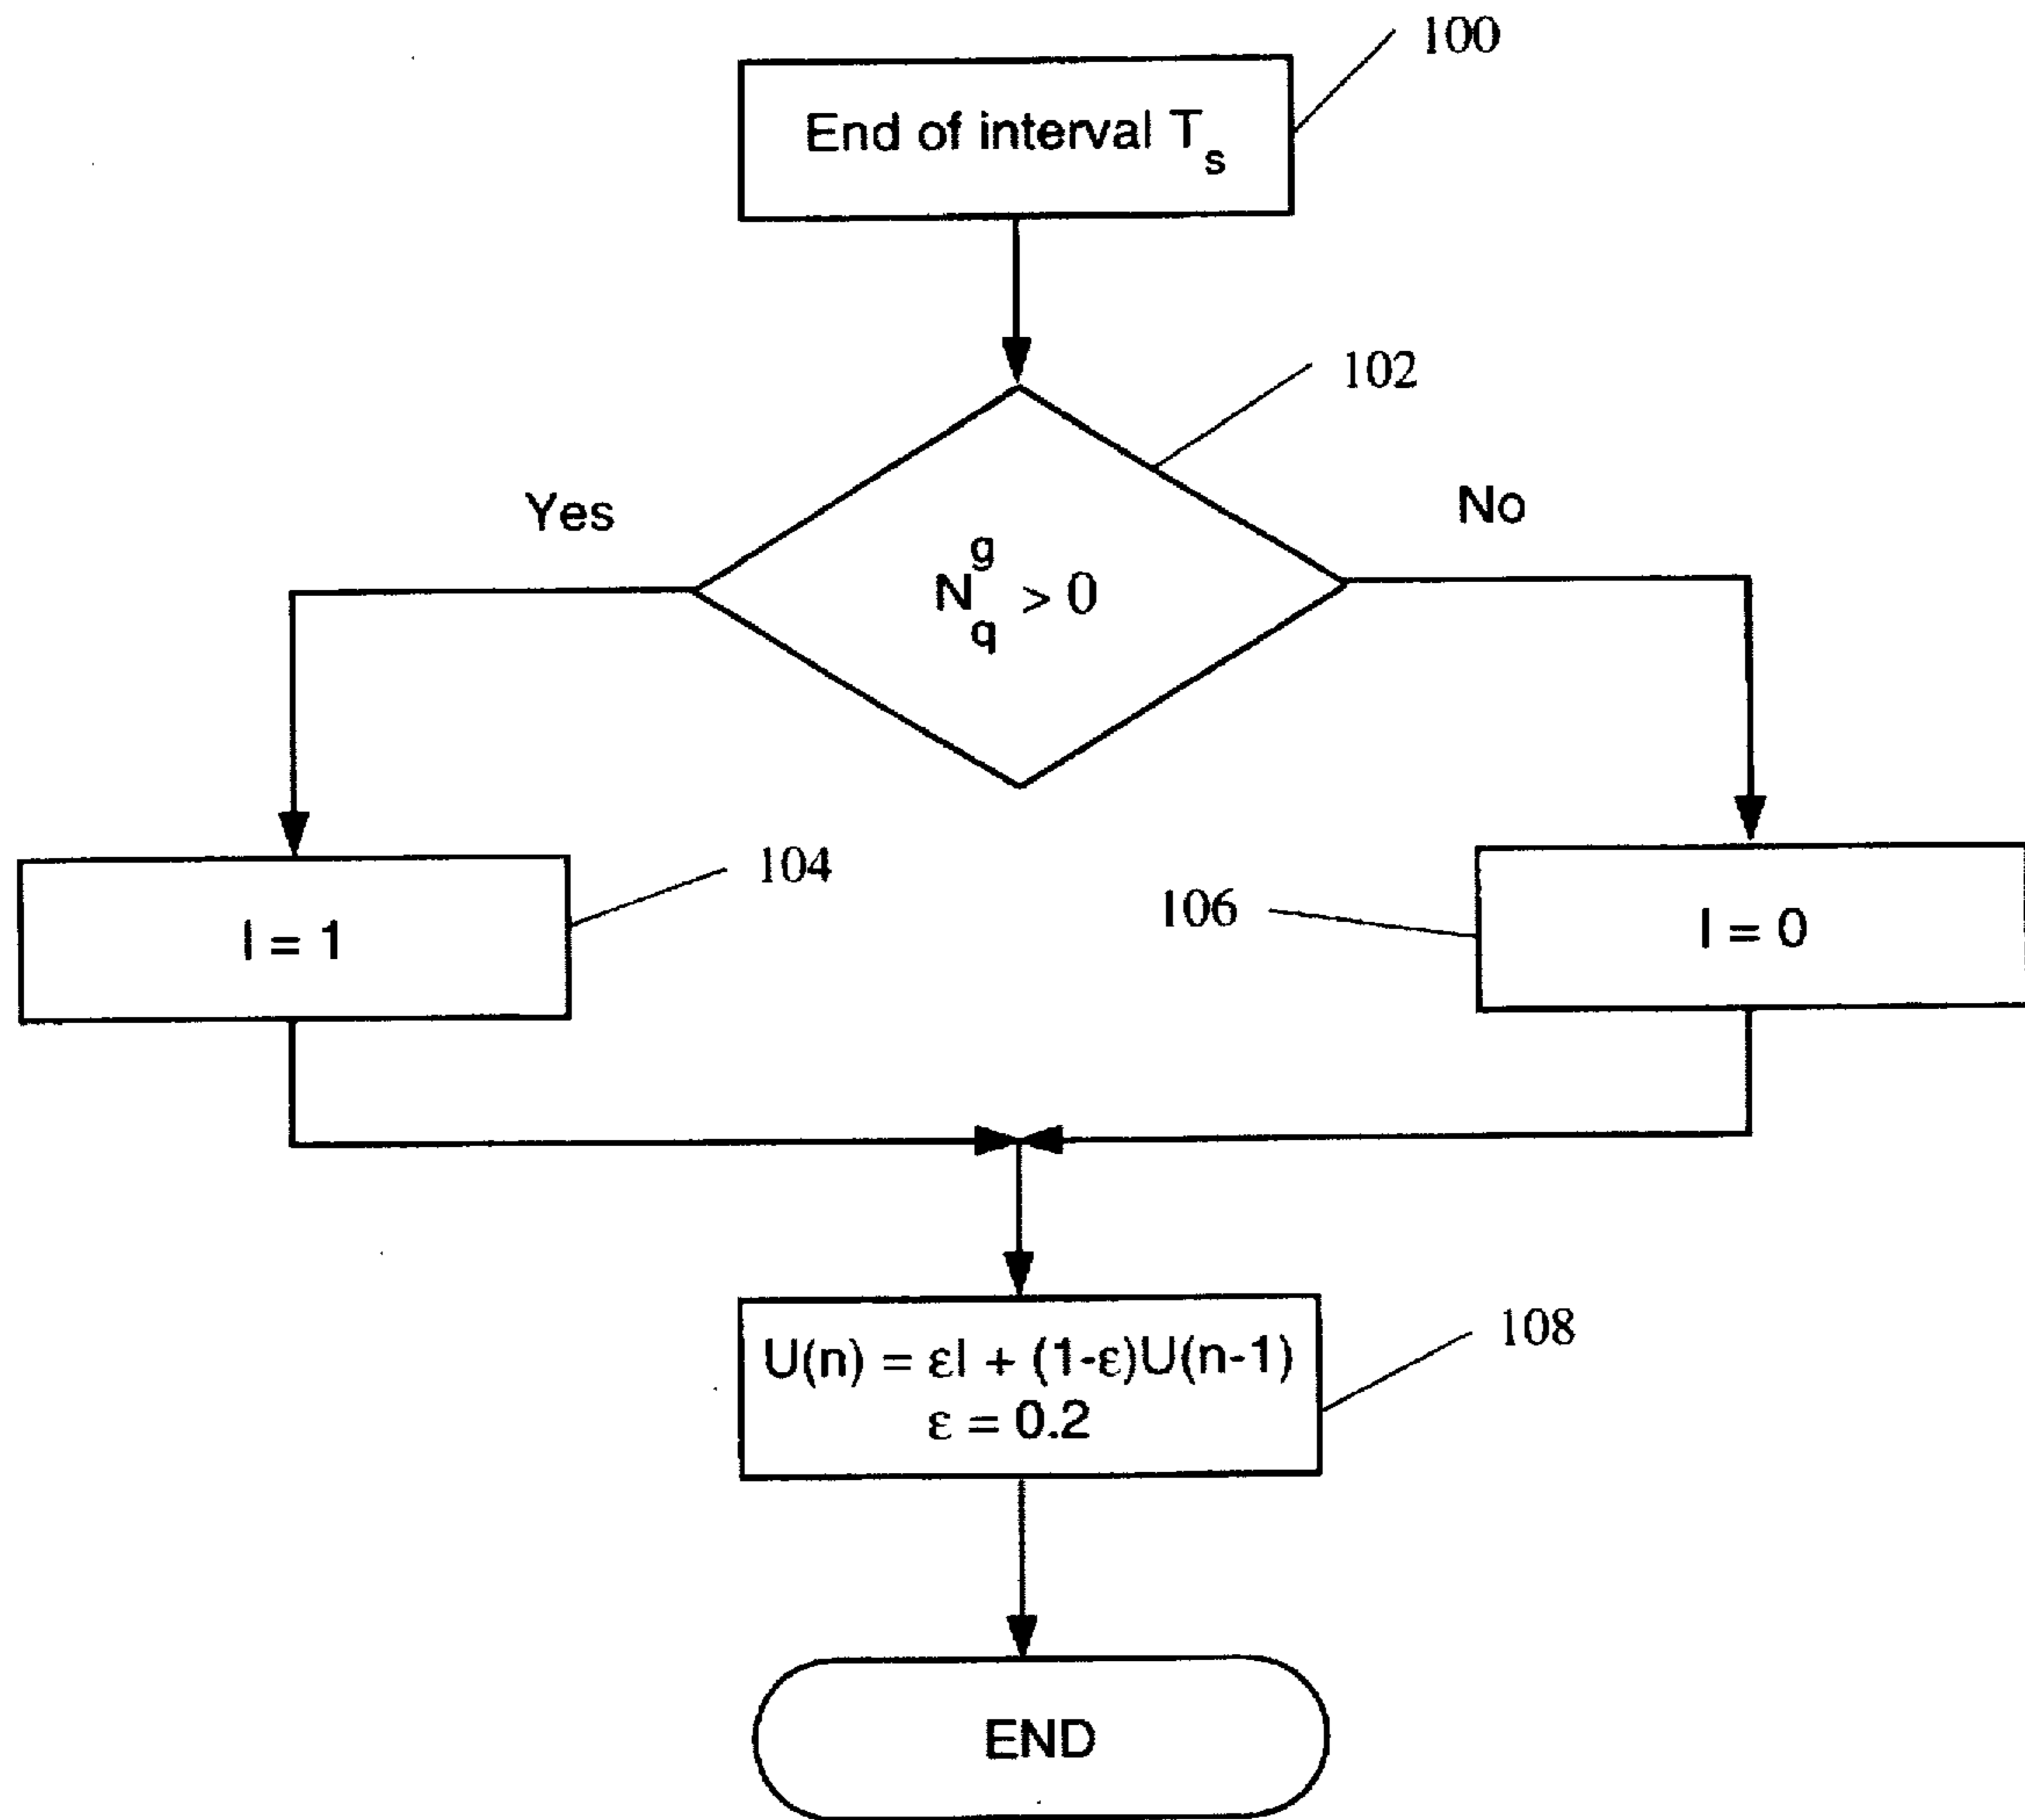 100
End of interval Tₛ
102
Yes
No
N_q^g > 0
104
106
I = 1
I = 0
108
U(n) = εI + (1-ε)U(n-1)
ε = 0.2
END